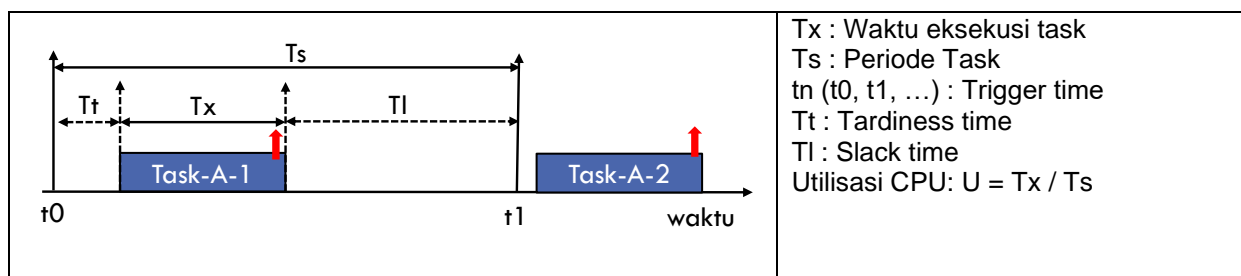 Ts
Tt
Tx
Tl
Task-A-1
Task-A-2
t0
t1
waktu
Tx : Waktu eksekusi task
Ts : Periode Task
tn (t0, t1, …) : Trigger time
Tt : Tardiness time
Tl : Slack time
Utilisasi CPU: U = Tx / Ts